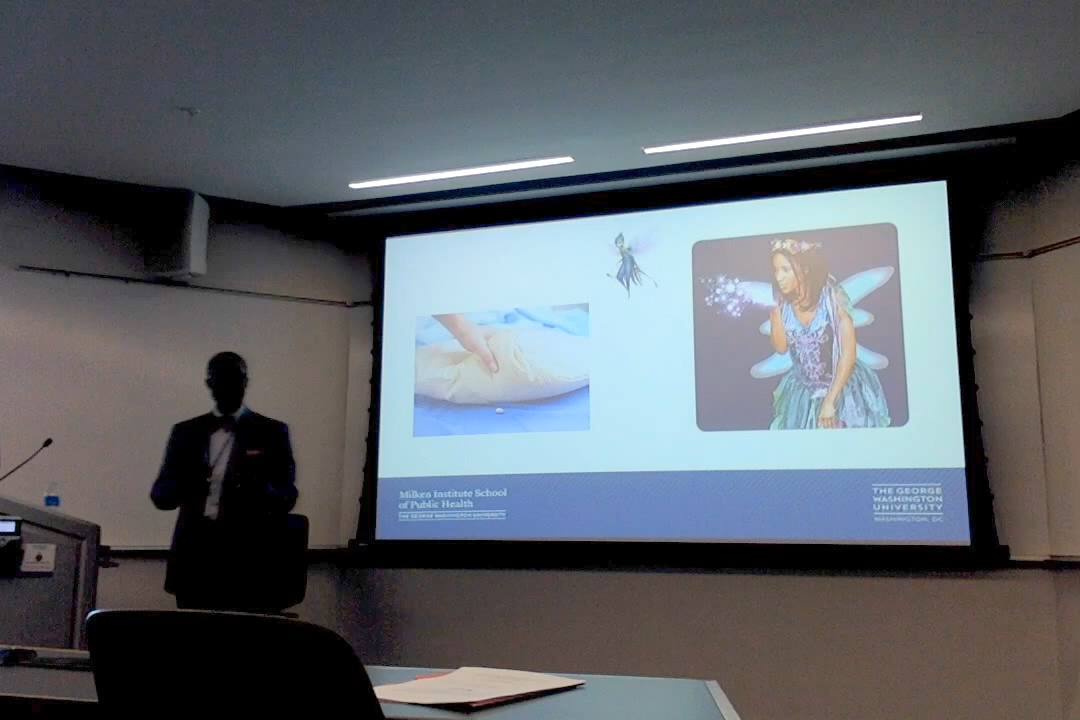 Milken Institute School
of Public Health
THE GEORGE WASHINGTON UNIVERSITY
THE GEORGE
WASHINGTON
UNIVERSITY
WASHINGTON, DC